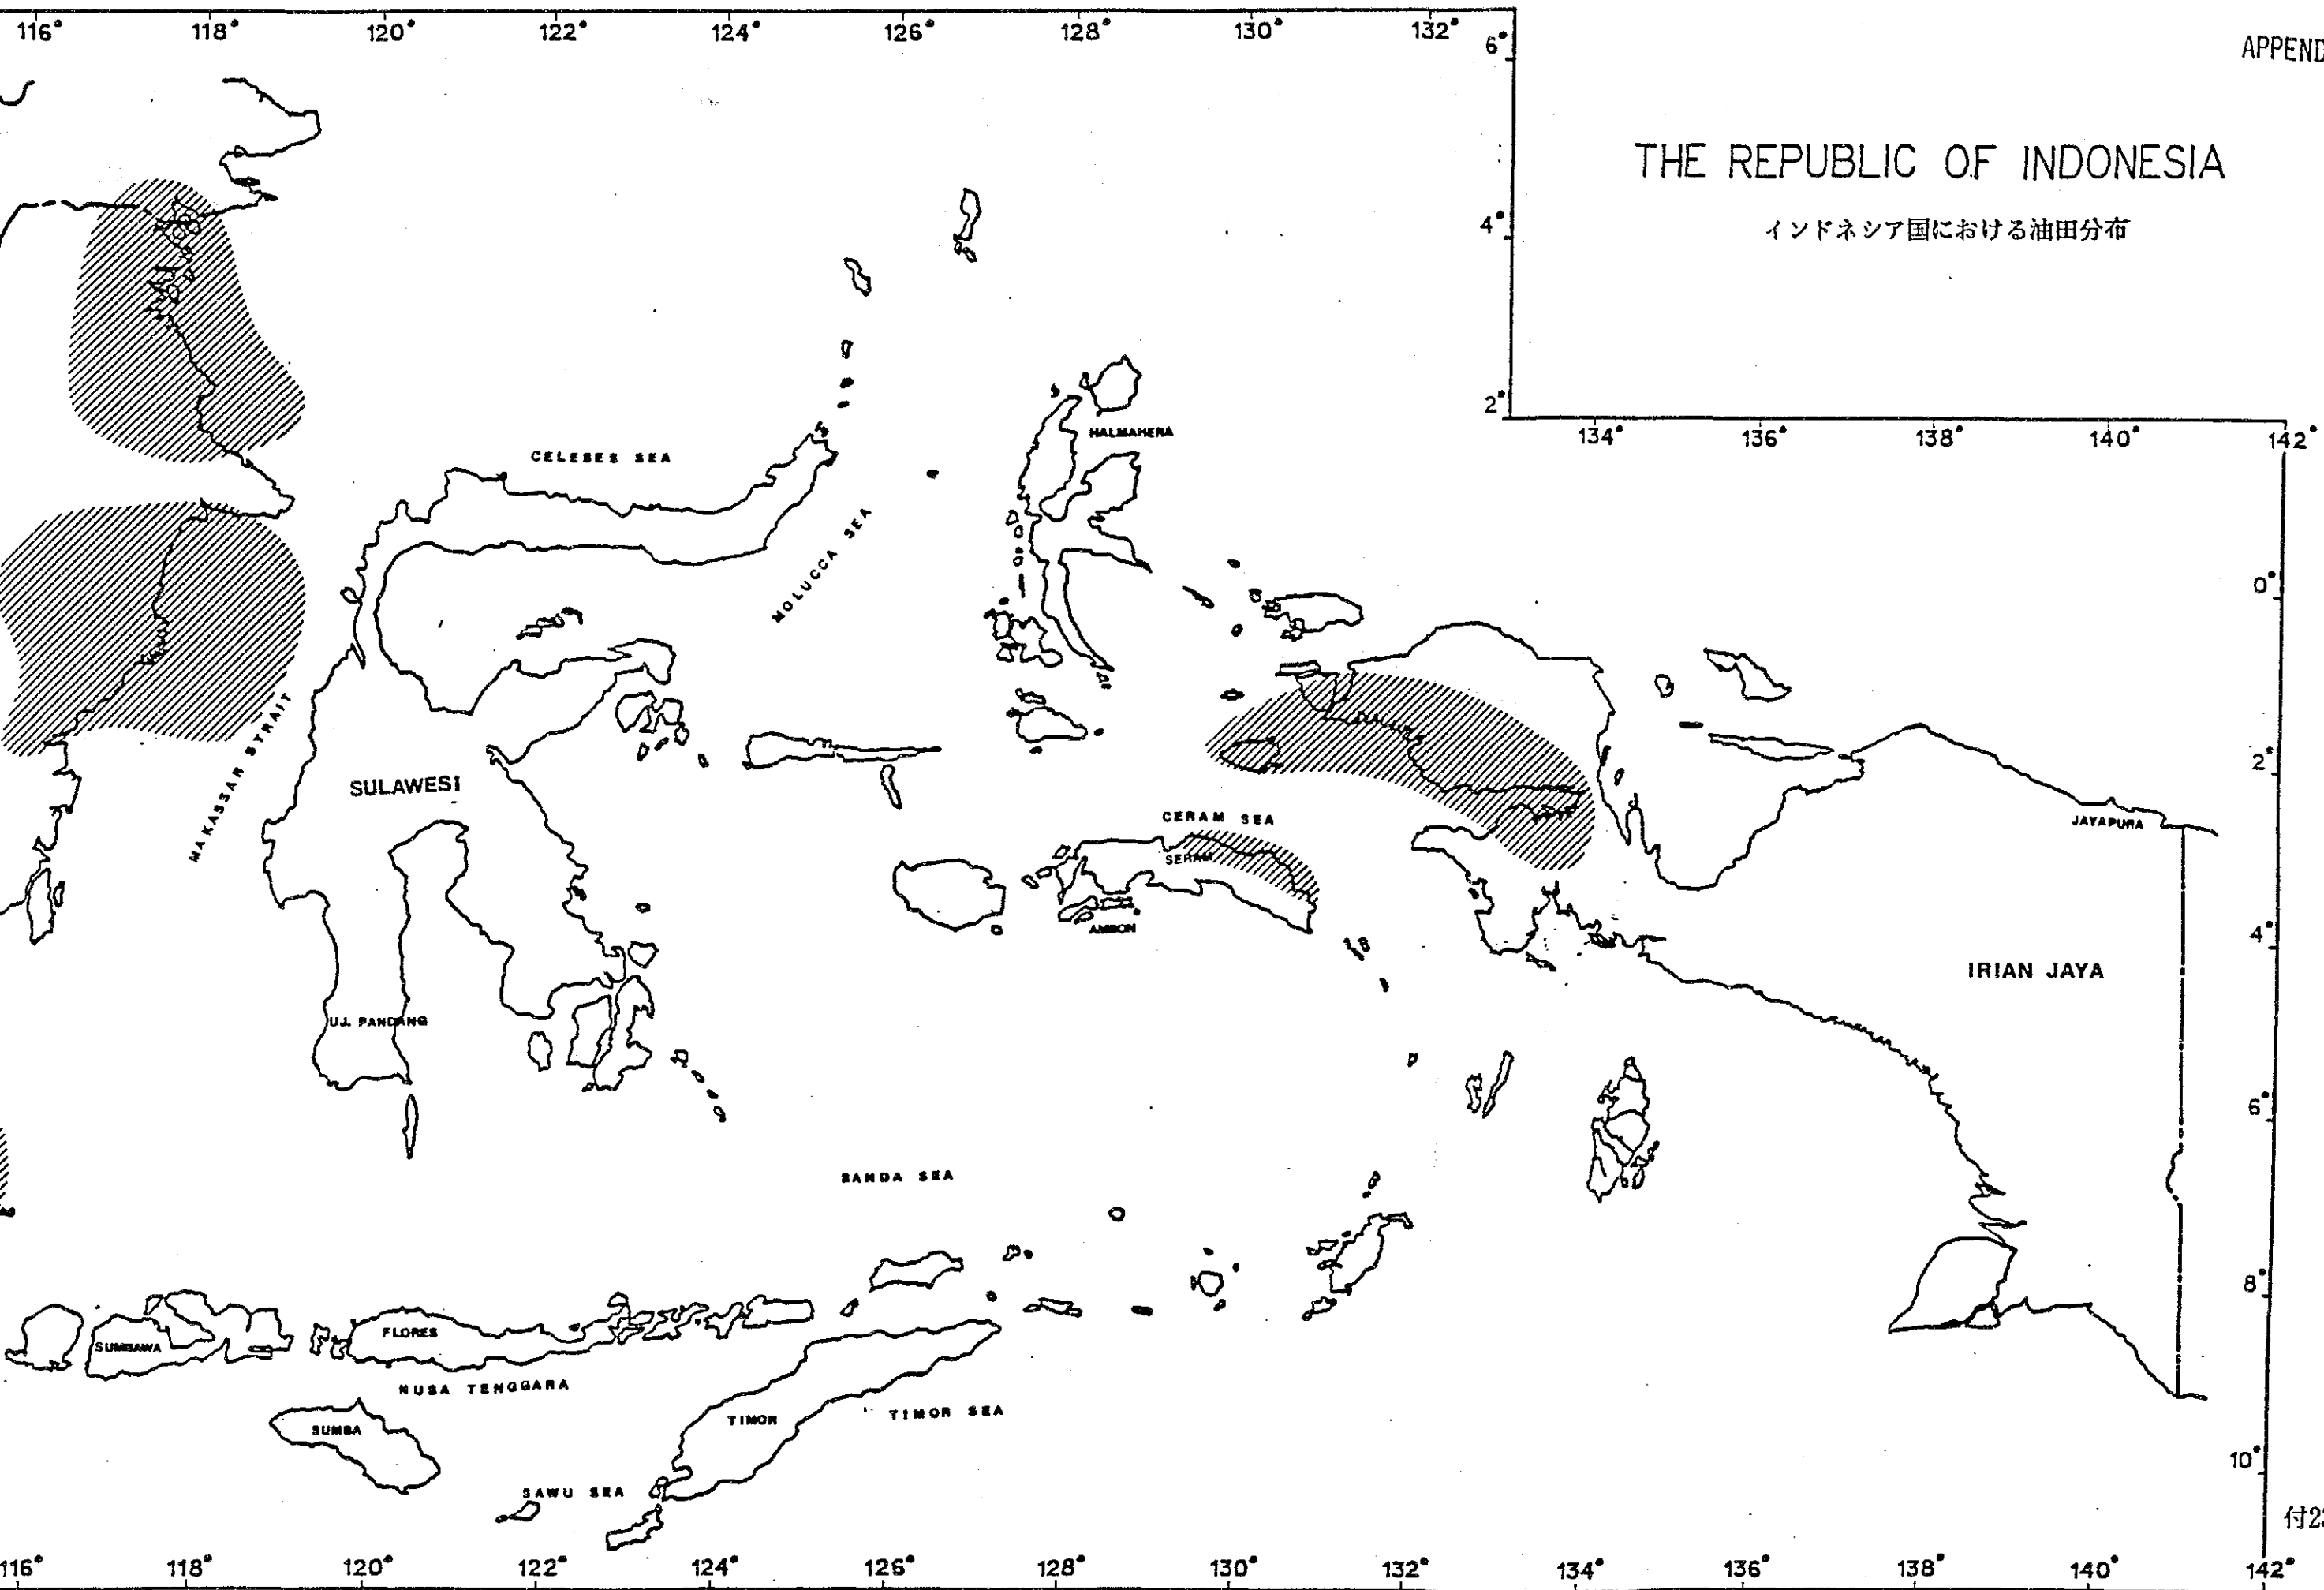 116° 118° 120° 122° 124° 126° 128° 130° 132°
6°
APPEND
THE REPUBLIC OF INDONESIA
4°
インドネシア国における油田分布
2°
134° 136° 138° 140° 142°
HALMAHERA
CELEBES SEA
MOLUCCA SEA
0°
MAKASSAR STRAIT
2°
SULAWESI
CERAM SEA
JAYAPURA
SERAM
AMBON
4°
IRIAN JAYA
UJ. PANDANG
6°
BANDA SEA
8°
FLORES
SUMBAWA
NUSA TENGGARA
TIMOR
TIMOR SEA
SUMBA
10°
SAWU SEA
付22
116° 118° 120° 122° 124° 126° 128° 130° 132° 134° 136° 138° 140° 142°